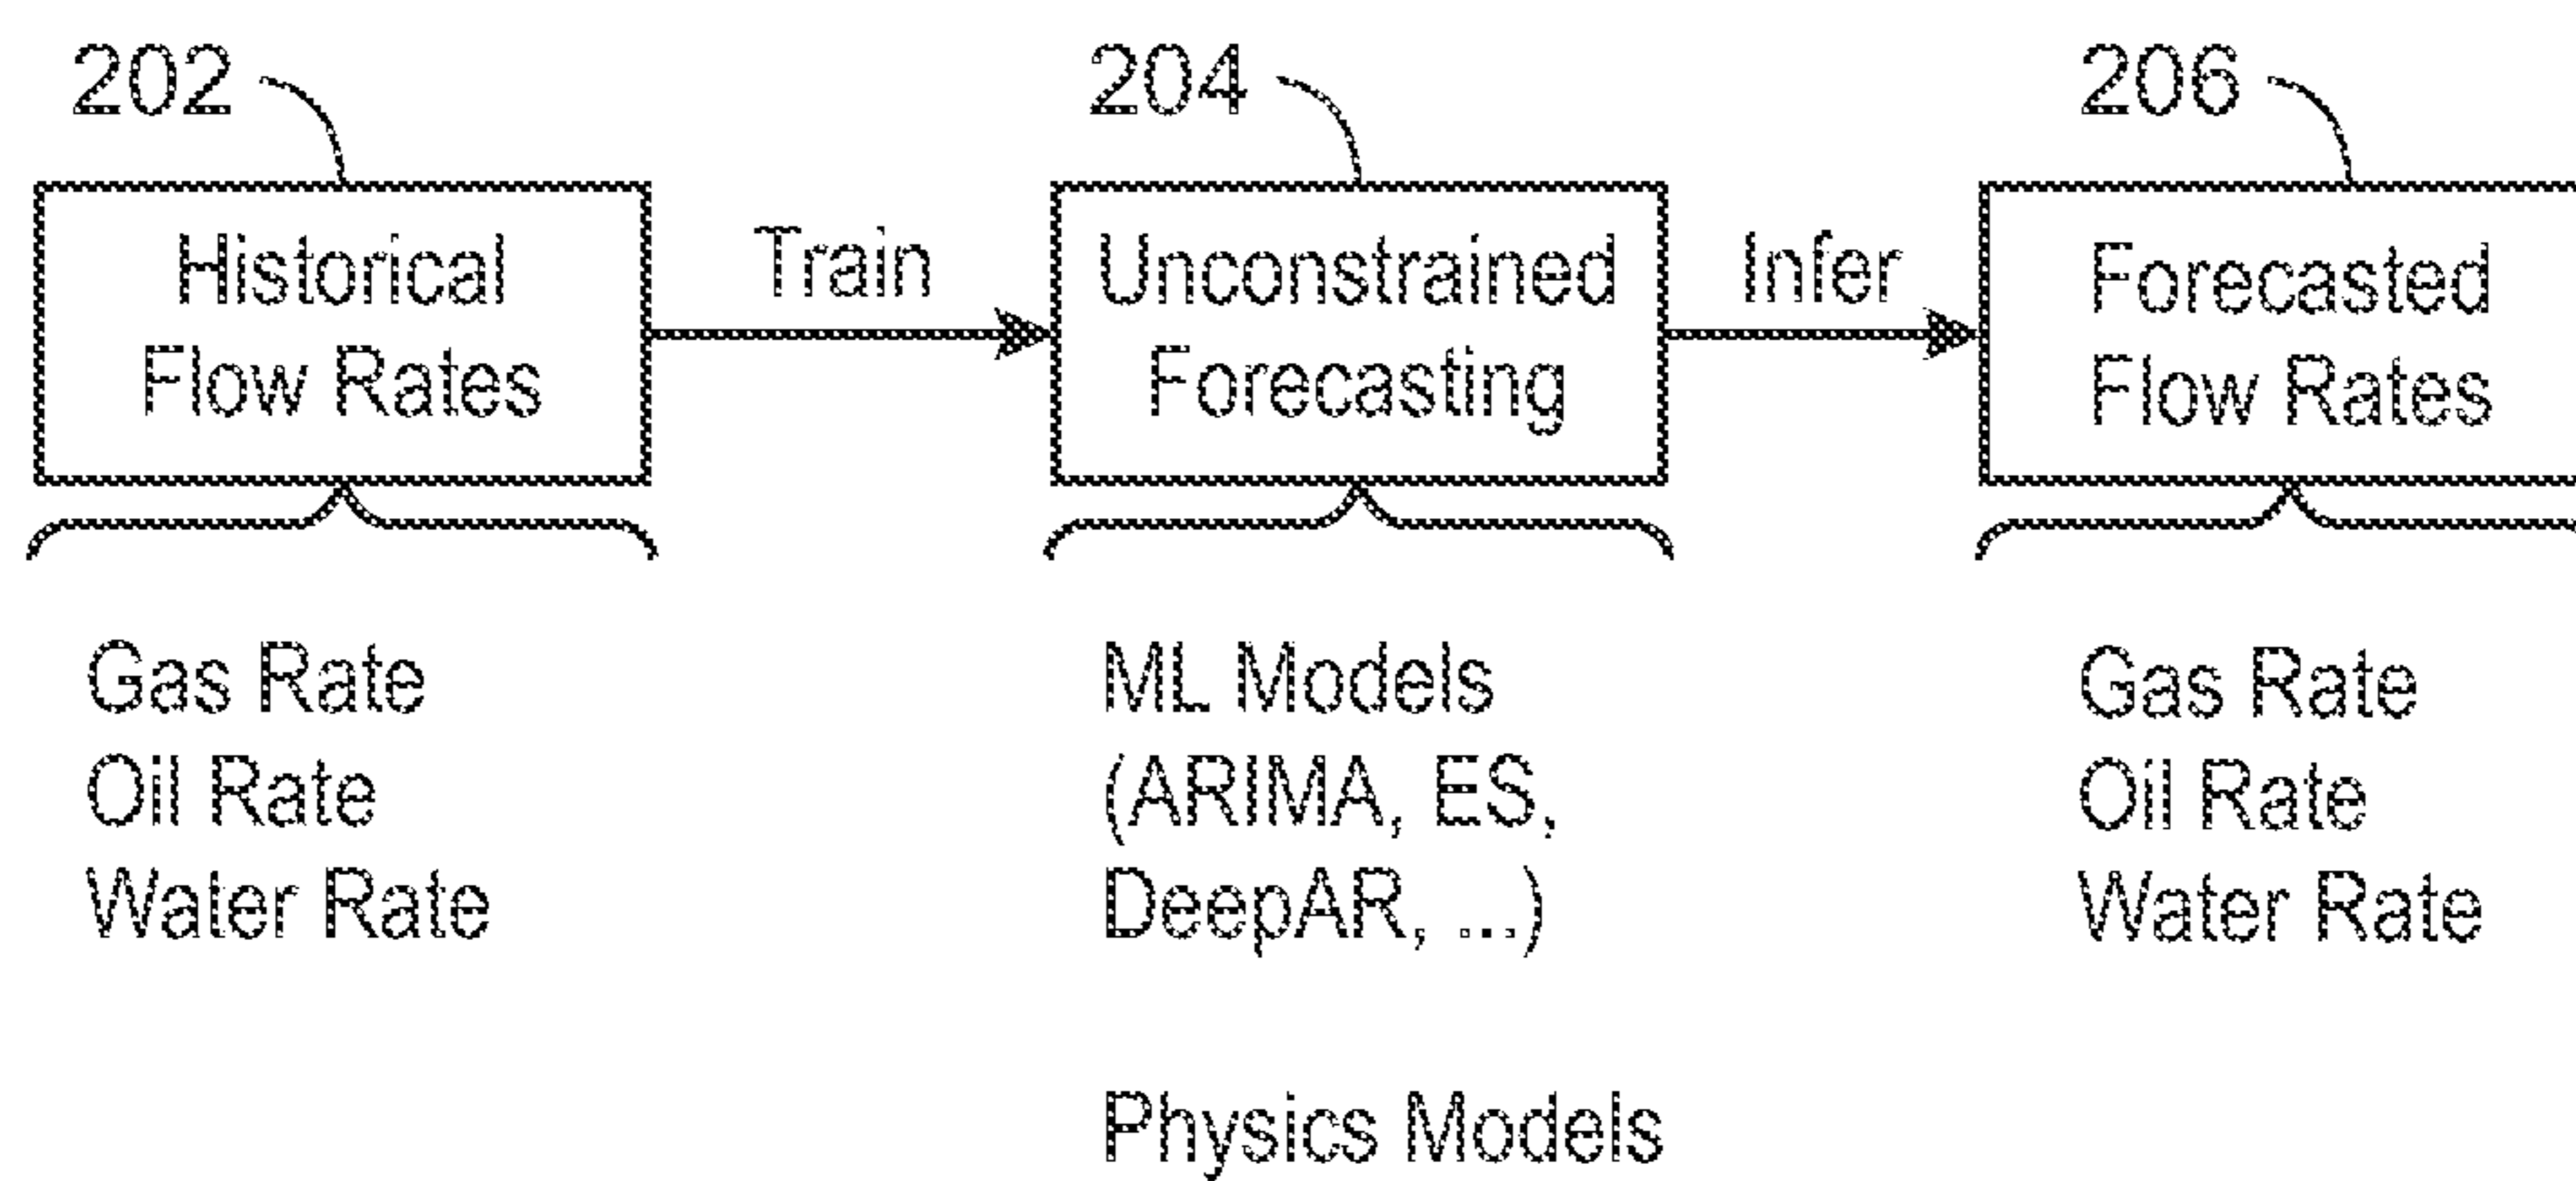 202
204
206
Historical
Flow Rates
Train
Unconstrained
Forecasting
Infer
Forecasted
Flow Rates
Gas Rate
Oil Rate
Water Rate
ML Models
(ARIMA, ES,
DeepAR, ...)
Physics Models
Gas Rate
Oil Rate
Water Rate